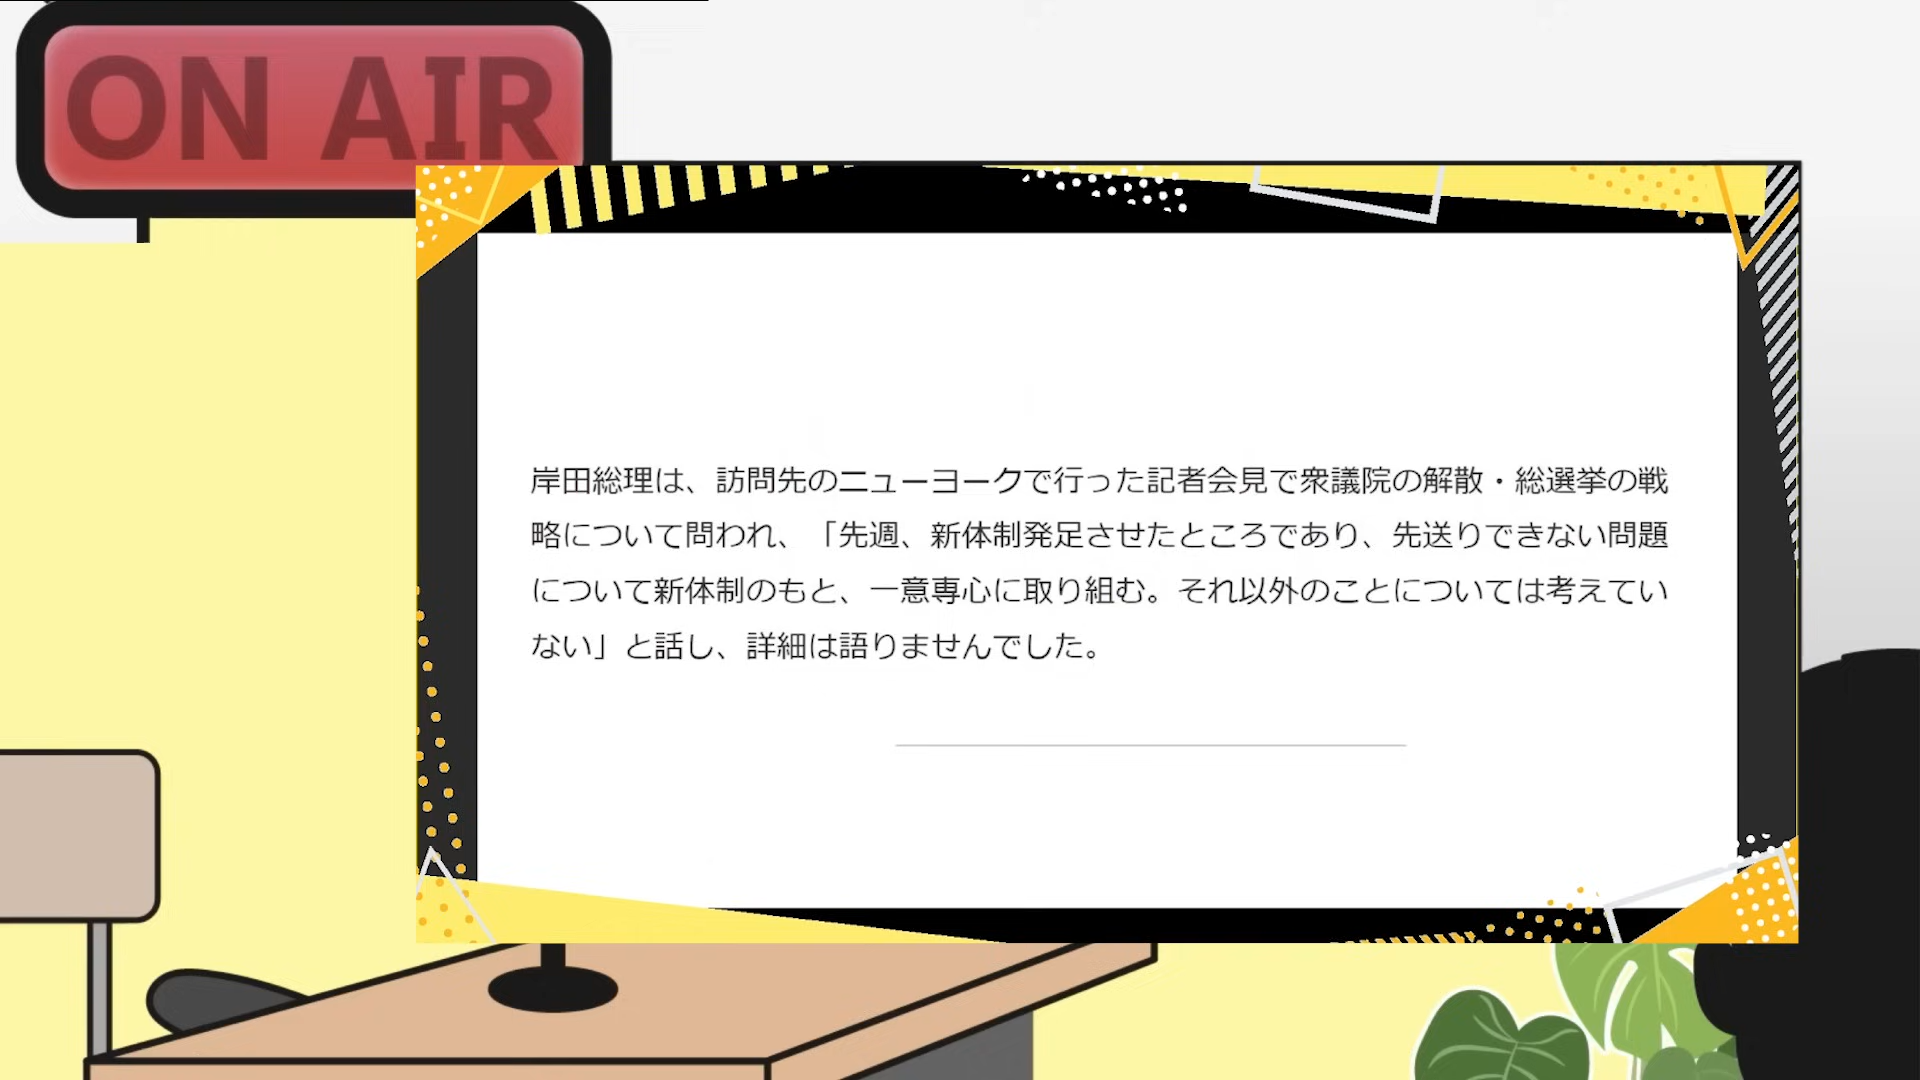 ON AIR
岸田総理は、訪問先のニューヨークで行った記者会見で衆議院の解散・総選挙の戦
略について問われ、「先週、新体制発足させたところであり、先送りできない問題
について新体制のもと、一意専心に取り組む。それ以外のことについては考えてい
ない」と話し、詳細は語りませんでした。